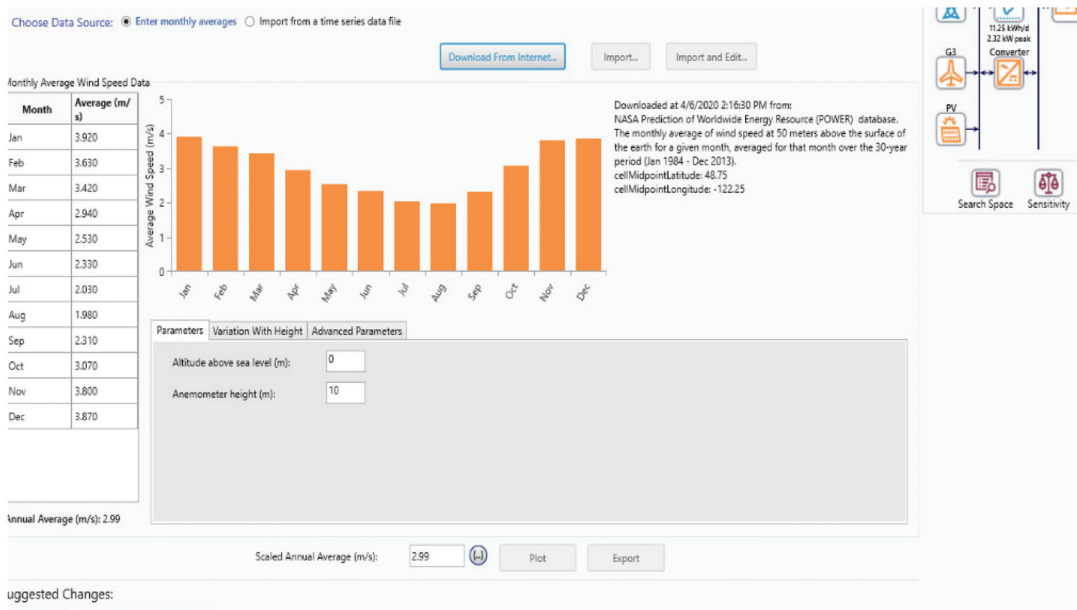 Choose Data Source: Enter monthly averages Import from a time series data file
Download From Internet... Import... Import and Edit...
Monthly Average Wind Speed Data
Month Average (m/s)
Jan 3.920
Feb 3.630
Mar 3.420
Apr 2.940
May 2.530
Jun 2.330
Jul 2.030
Aug 1.980
Sep 2.310
Oct 3.070
Nov 3.800
Dec 3.870
Annual Average (m/s): 2.99
Average Wind Speed (m/s)
5
4
3
2
1
0
Jan Feb Mar Apr May Jun Jul Aug Sep Oct Nov Dec
Downloaded at 4/6/2020 2:16:30 PM from:
NASA Prediction of Worldwide Energy Resource (POWER) database.
The monthly average of wind speed at 50 meters above the surface of
the earth for a given month, averaged for that month over the 30-year
period (Jan 1984 - Dec 2013).
cellMidpointLatitude: 48.75
cellMidpointLongitude: -122.25
Parameters Variation With Height Advanced Parameters
Altitude above sea level (m): 0
Anemometer height (m): 10
Scaled Annual Average (m/s): 2.99 {..} Plot Export
uggested Changes:
11.25 kWh/d
2.32 kW peak
G3 Converter
PV
Search Space Sensitivity